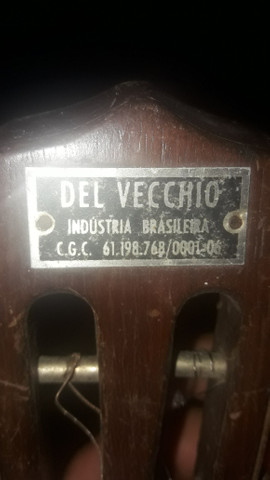 DEL VECCHIO
INDÚSTRIA BRASILEIRA
C.G.C. 61.198.768/0001-06